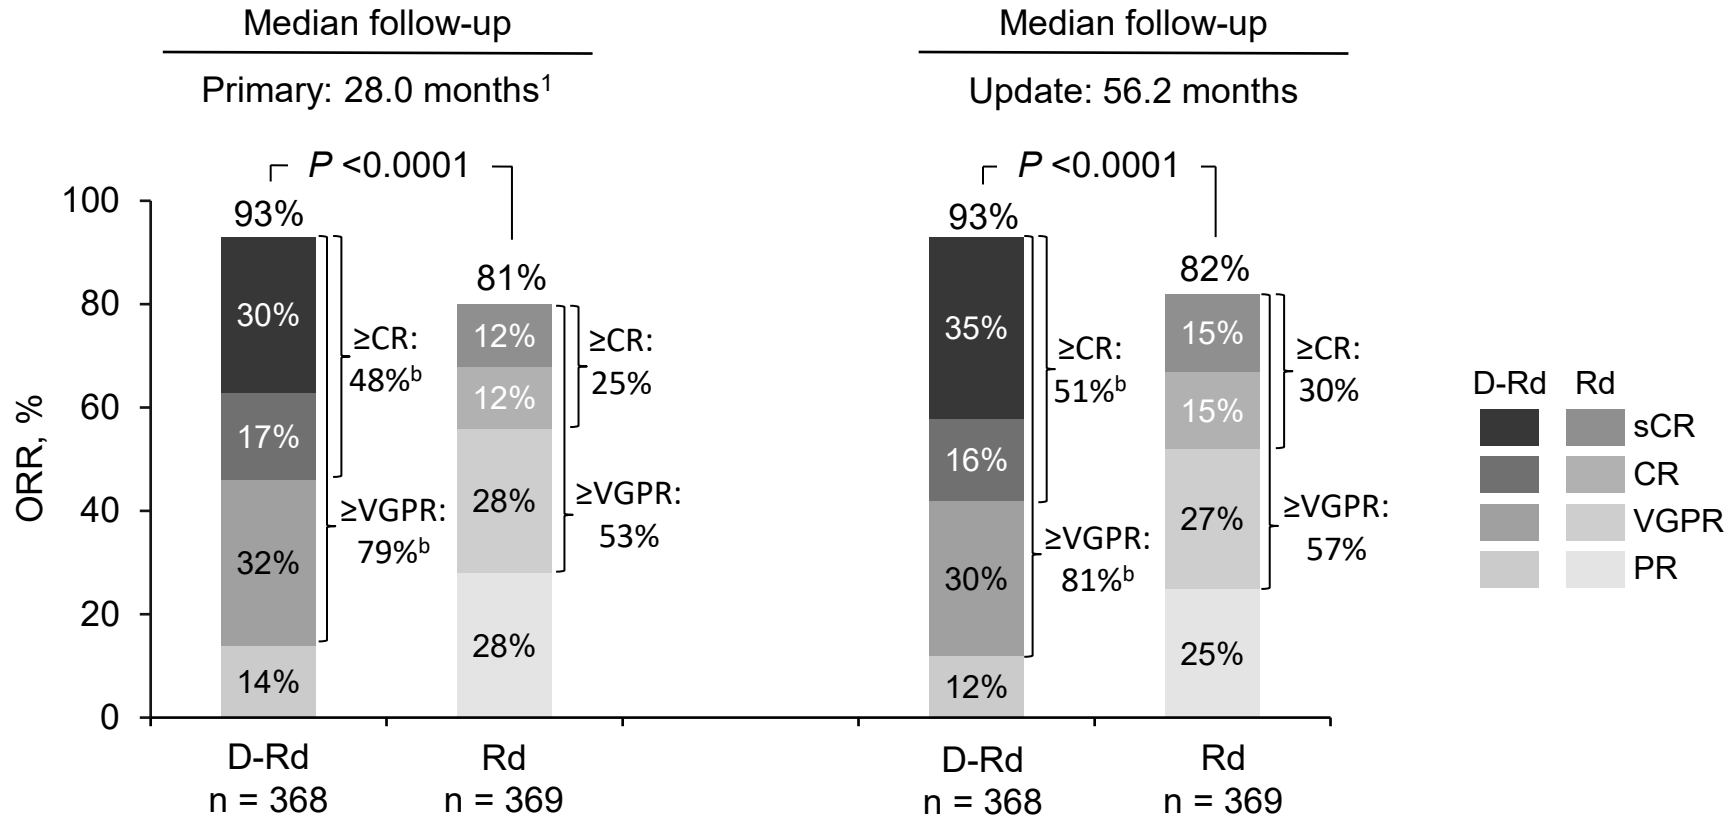 Median follow-up
Primary: 28.0 months¹
P <0.0001
93%
81%
30%
17%
32%
14%
≥CR:
48%ᵇ
≥VGPR:
79%ᵇ
12%
12%
28%
28%
≥CR:
25%
≥VGPR:
53%
ORR, %
100
80
60
40
20
0
D-Rd
n = 368
Rd
n = 369
Median follow-up
Update: 56.2 months
P <0.0001
93%
82%
35%
16%
30%
12%
≥CR:
51%ᵇ
≥VGPR:
81%ᵇ
15%
15%
27%
25%
≥CR:
30%
≥VGPR:
57%
D-Rd
n = 368
Rd
n = 369
D-Rd Rd
sCR
CR
VGPR
PR